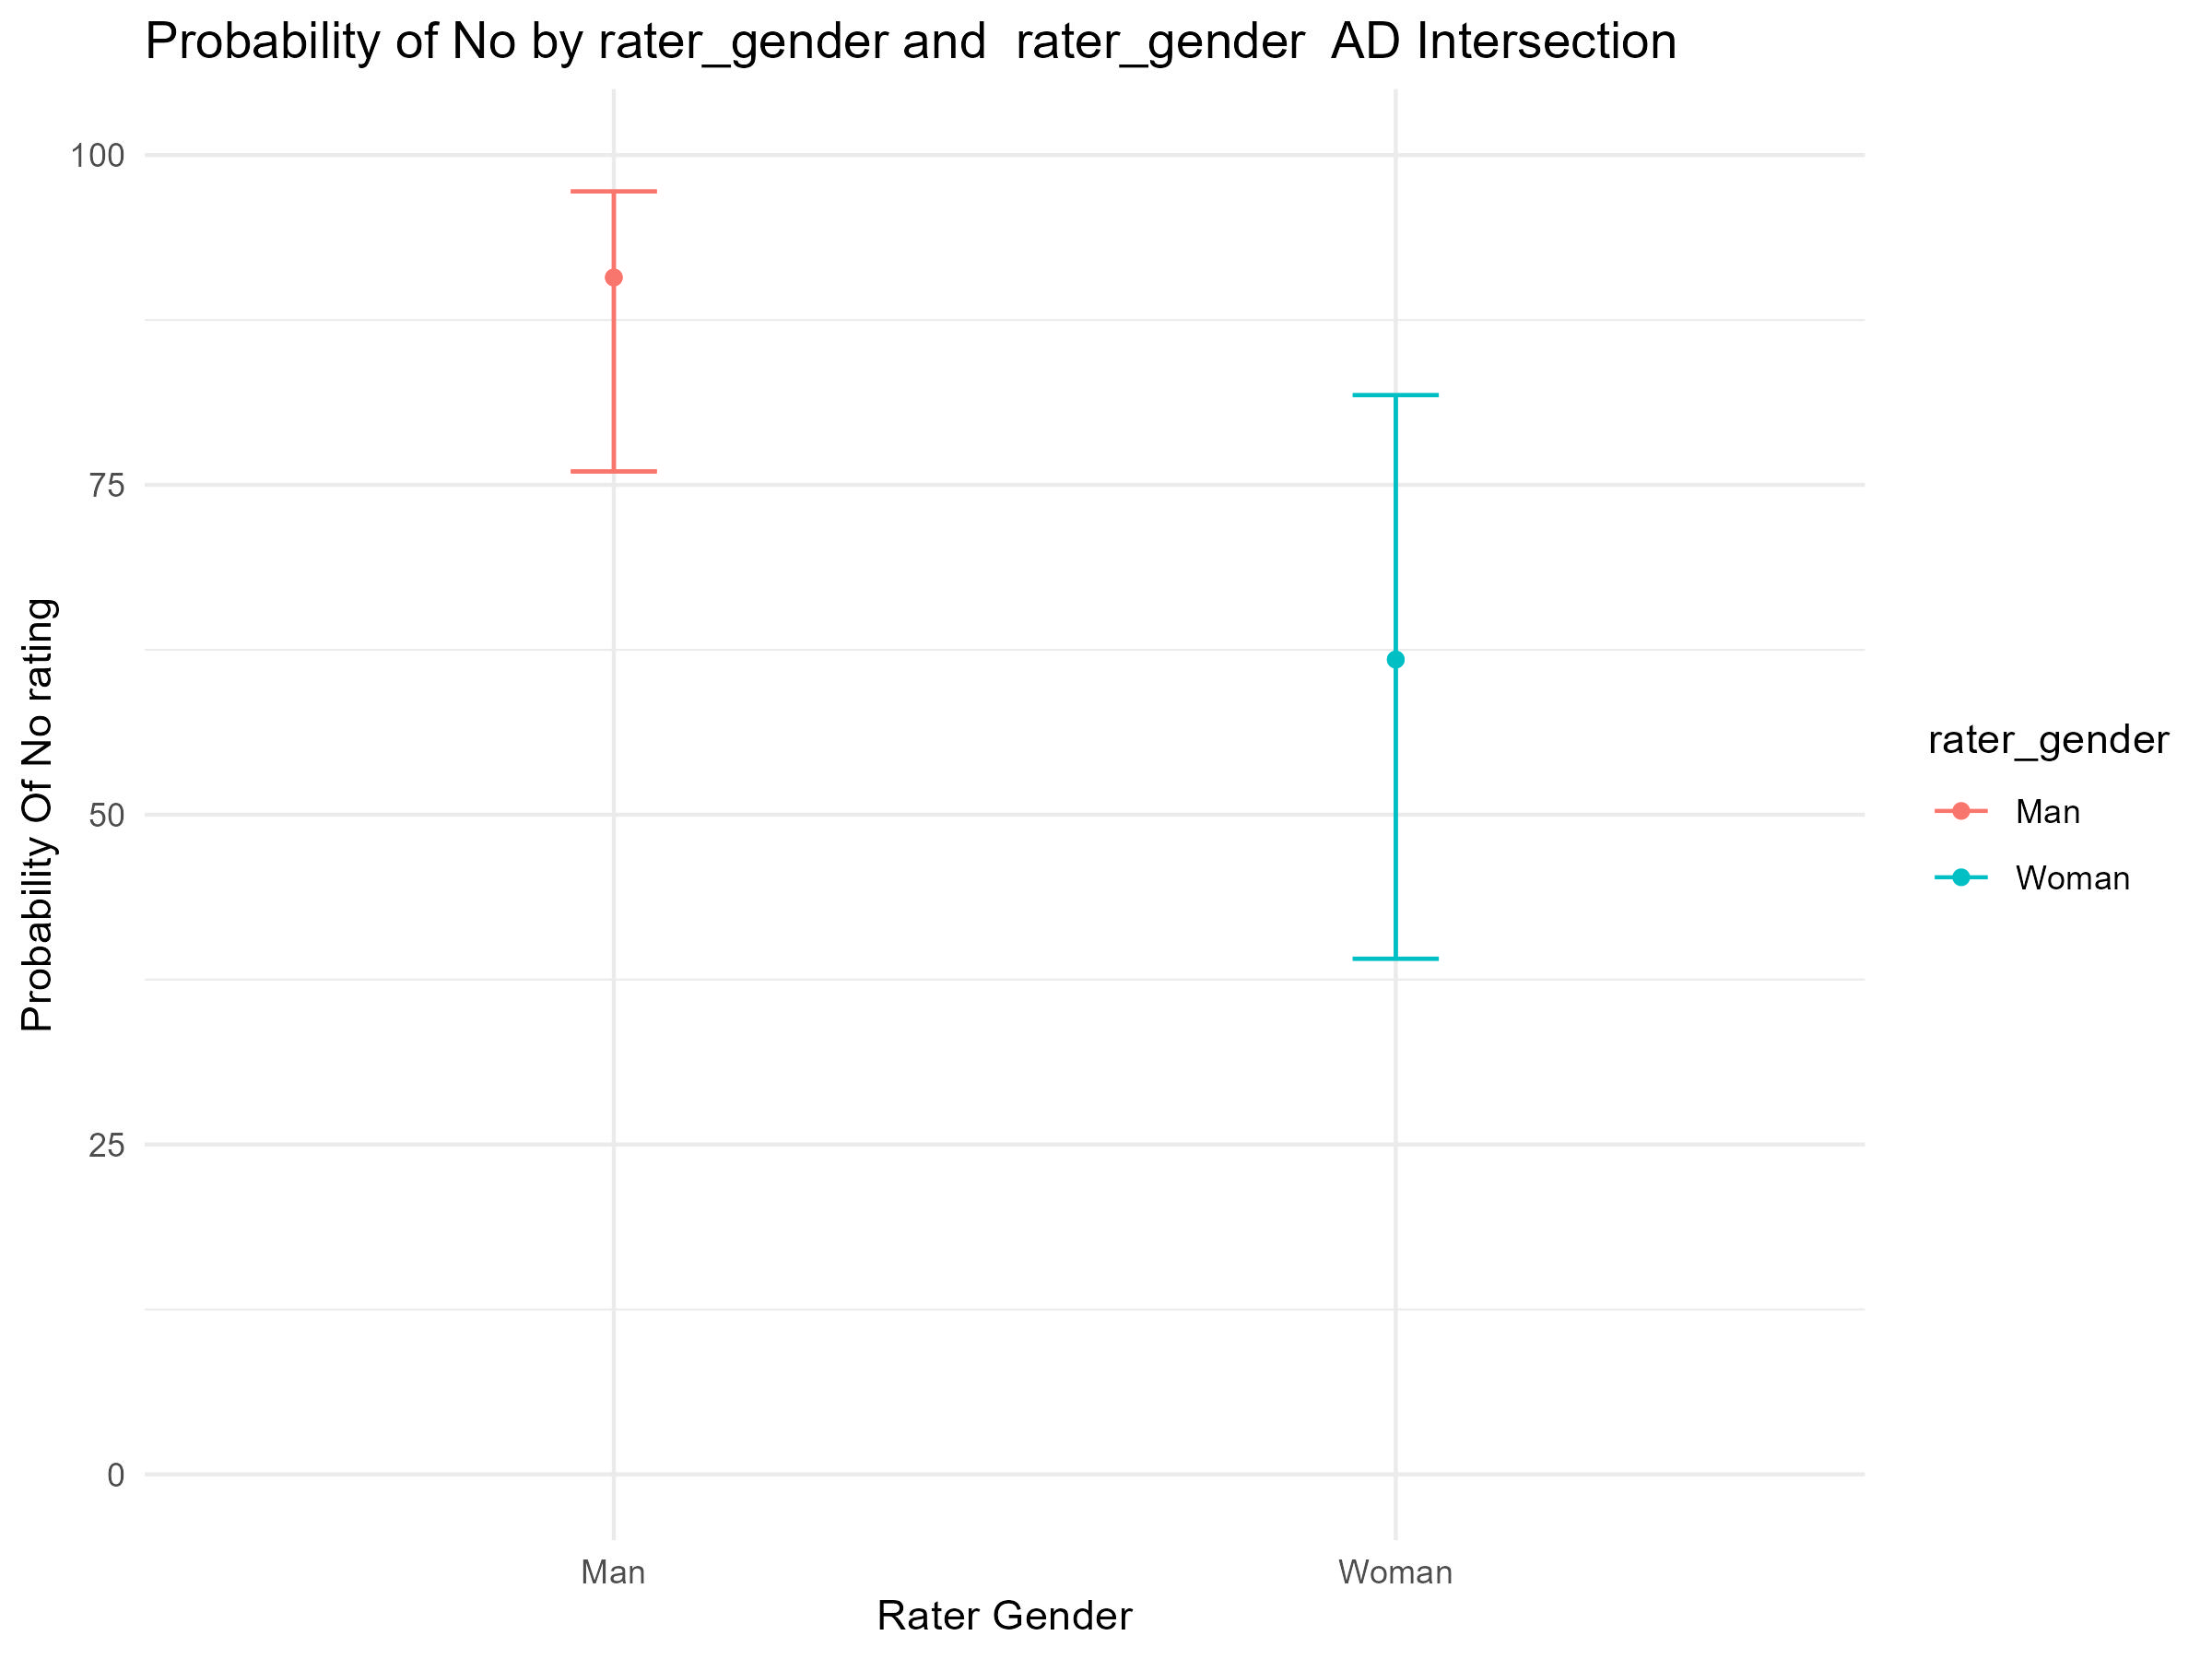 Probability of No by rater_gender and  rater_gender  AD Intersection
100
75
50
25
0
Probability Of No rating
Man
Woman
Rater Gender
rater_gender
Man
Woman